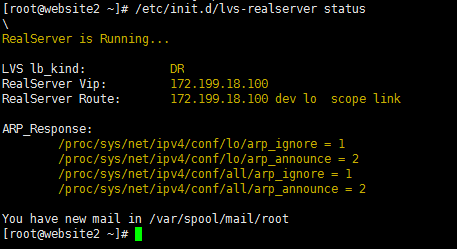 [root@website2 ~]# /etc/init.d/lvs-realserver status
\
RealServer is Running...
LVS lb_kind: DR
RealServer Vip: 172.199.18.100
RealServer Route: 172.199.18.100 dev lo scope link
ARP_Response:
/proc/sys/net/ipv4/conf/lo/arp_ignore = 1
/proc/sys/net/ipv4/conf/lo/arp_announce = 2
/proc/sys/net/ipv4/conf/all/arp_ignore = 1
/proc/sys/net/ipv4/conf/all/arp_announce = 2
You have new mail in /var/spool/mail/root
[root@website2 ~]#